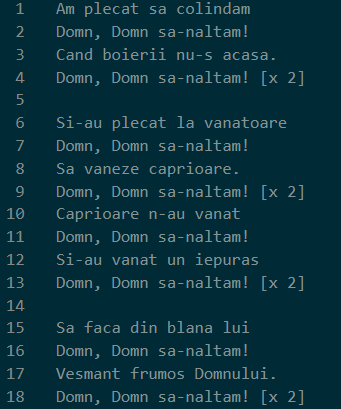 1 Am plecat sa colindam
2 Domn, Domn sa-naltam!
3 Cand boierii nu-s acasa.
4 Domn, Domn sa-naltam! [x 2]
5
6 Si-au plecat la vanatoare
7 Domn, Domn sa-naltam!
8 Sa vaneze caprioare.
9 Domn, Domn sa-naltam! [x 2]
10 Caprioare n-au vanat
11 Domn, Domn sa-naltam!
12 Si-au vanat un iepuras
13 Domn, Domn sa-naltam! [x 2]
14
15 Sa faca din blana lui
16 Domn, Domn sa-naltam!
17 Vesmant frumos Domnului.
18 Domn, Domn sa-naltam! [x 2]